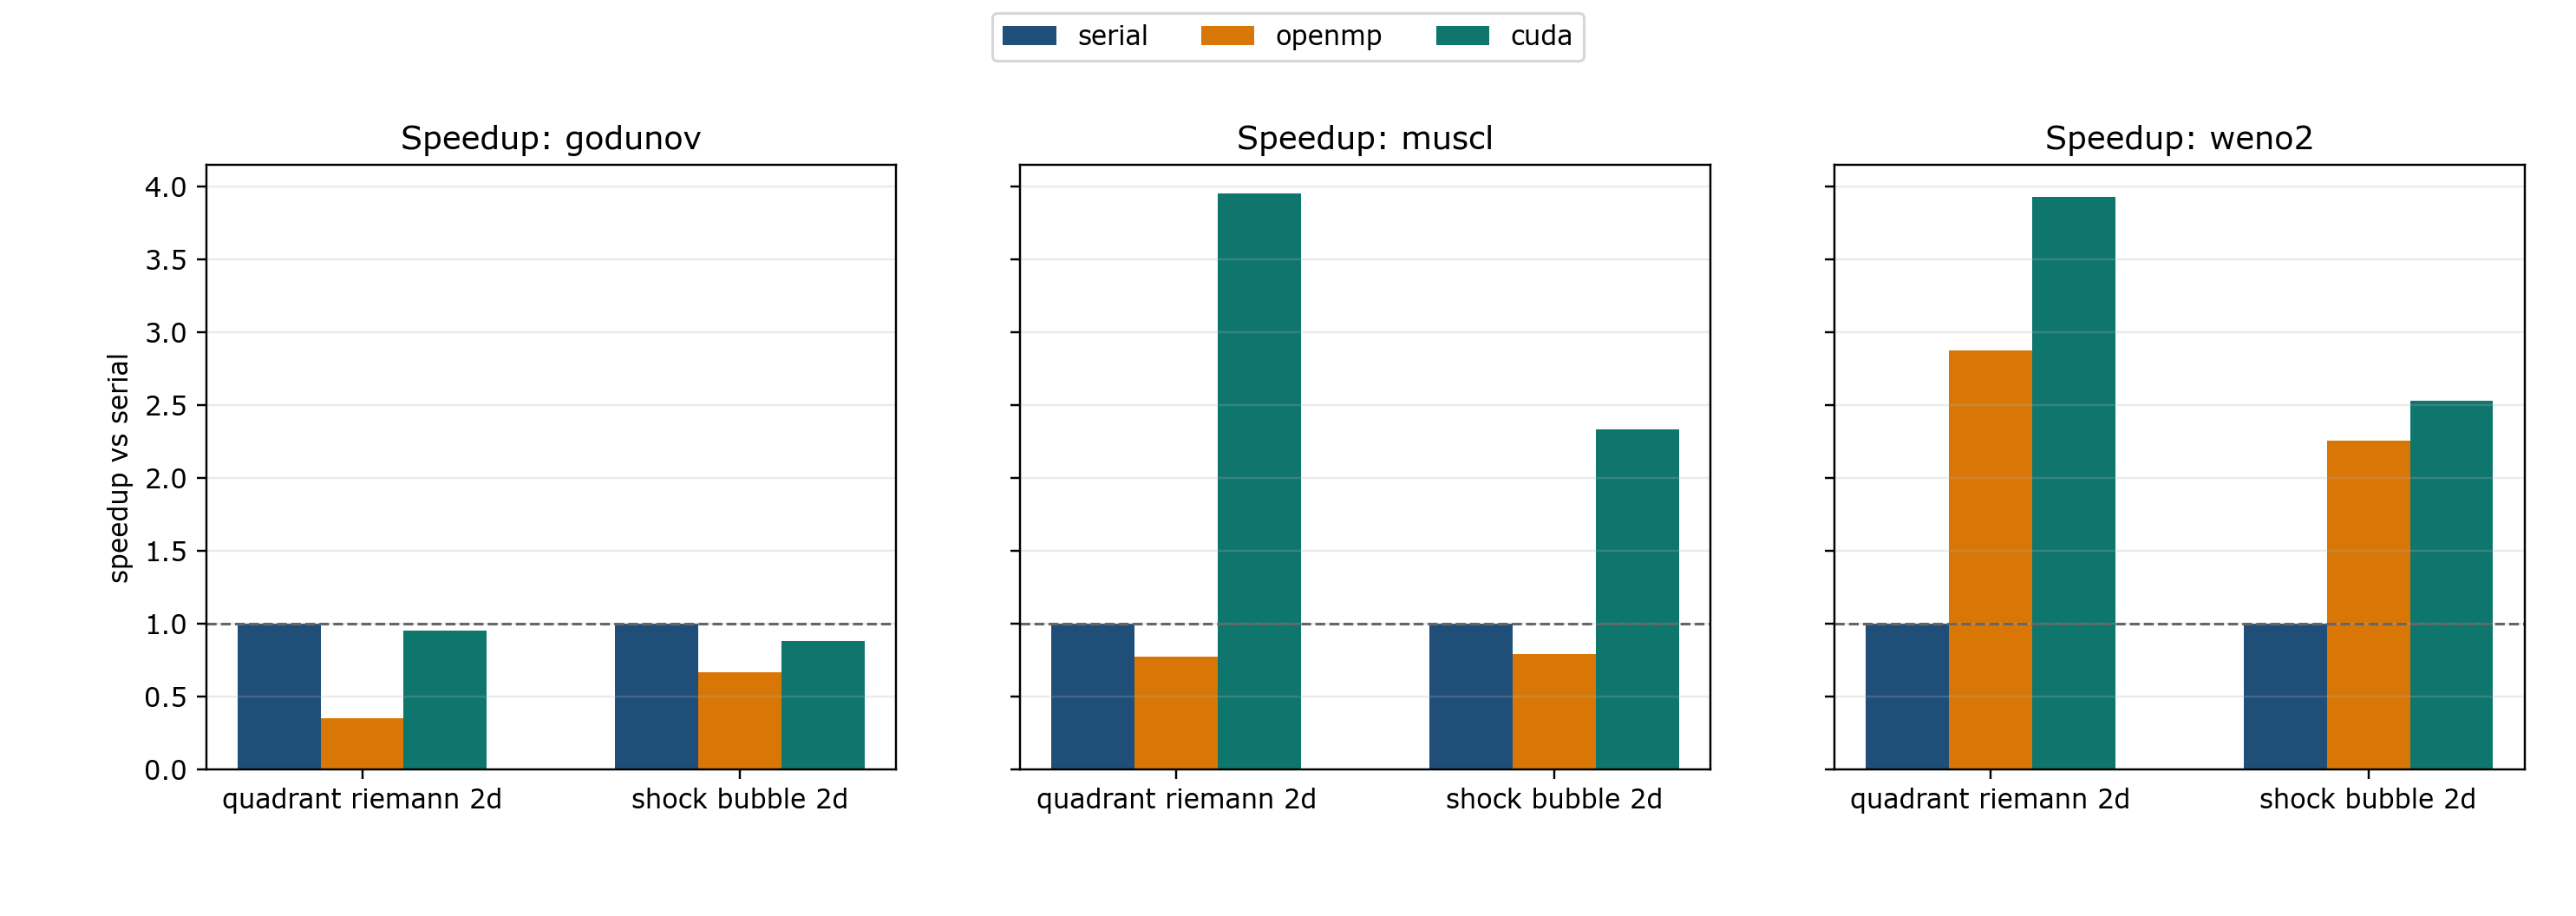 serial openmp cuda
Speedup: godunov
speedup vs serial
4.0
3.5
3.0
2.5
2.0
1.5
1.0
0.5
0.0
quadrant riemann 2d shock bubble 2d
Speedup: muscl
quadrant riemann 2d shock bubble 2d
Speedup: weno2
quadrant riemann 2d shock bubble 2d